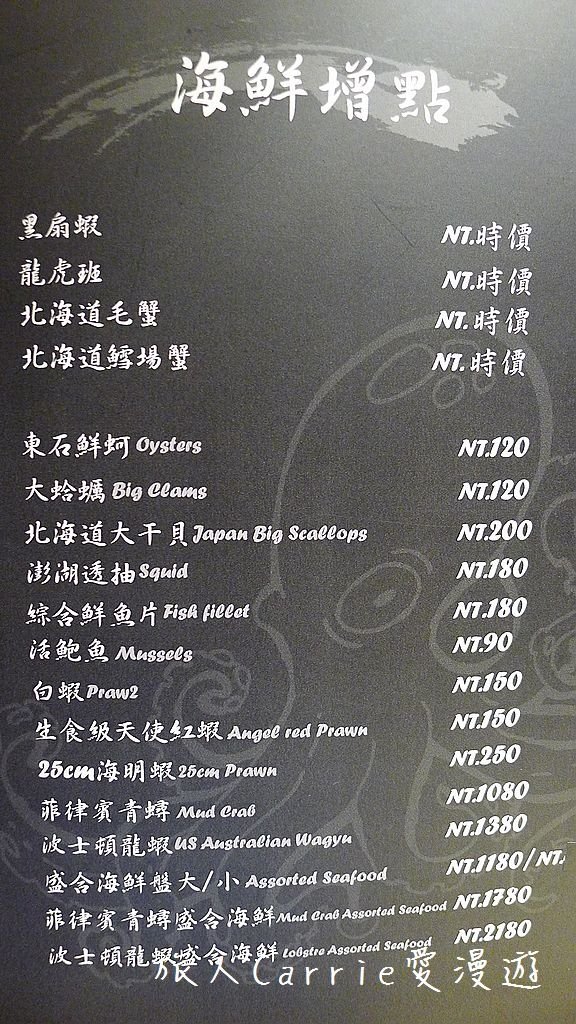 海鮮增點
黑扇蝦 NT.時價
龍虎班 NT.時價
北海道毛蟹 NT.時價
北海道鱈場蟹 NT.時價
東石鮮蚵 Oysters NT.120
大蛤蠣 Big Clams NT.120
北海道大干貝 Japan Big Scallops NT.200
澎湖透抽 Squid NT.180
綜合鮮魚片 Fish fillet NT.180
活鮑魚 Mussels NT.90
白蝦 Praw2 NT.150
生食級天使紅蝦 Angel red Prawn NT.150
25cm海明蝦 25cm Prawn NT.250
菲律賓青蟳 Mud Crab NT.1080
波士頓龍蝦 US Australian Wagyu NT.1380
盛合海鮮盤大/小 Assorted Seafood NT.1180/NT.
菲律賓青蟳盛合海鮮 Mud Crab Assorted Seafood NT.1780
波士頓龍蝦盛合海鮮 Lobstre Assorted Seafood NT.2180
旅人Carrie愛漫遊